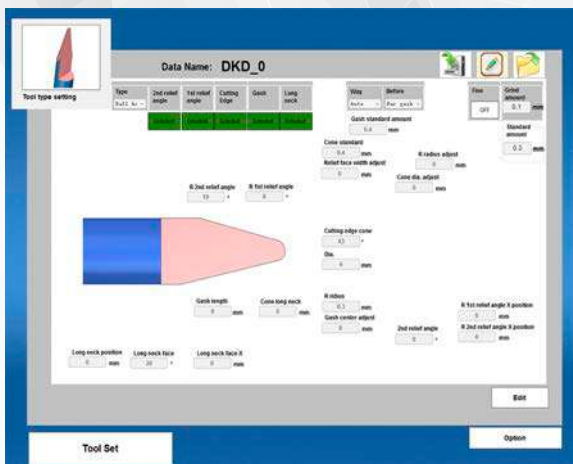 Data Name: DKD_0
Tool type setting
Type
2nd relief angle
1st relief angle
Cutting Edge
Gash
Long neck
Way
Before
Fine
Grind amount
Auto
OFF
0.1 mm
Gash standard amount
0.4 mm
Standard amount
0.3 mm
Cone standard
0.4 mm
R radius adjust
0 mm
Relief face width adjust
0 mm
Cone dia. adjust
0 mm
R 2nd relief angle
R 1st relief angle
Cutting edge cone
Dia.
mm
Gash length
0 mm
Cone long neck
0 mm
R ridius
0.3 mm
Gash center adjust
0 mm
2nd relief angle
R 1st relief angle X position
0 mm
R 2nd relief angle X position
mm
Long neck position
0 mm
Long neck face
Long neck face X
0 mm
Edit
Tool Set
Option